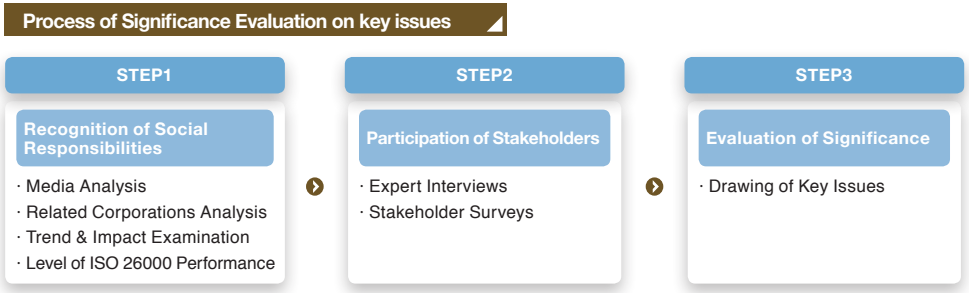 Process of Significance Evaluation on key issues
STEP1
Recognition of Social
Responsibilities
· Media Analysis
· Related Corporations Analysis
· Trend & Impact Examination
· Level of ISO 26000 Performance
STEP2
Participation of Stakeholders
· Expert Interviews
· Stakeholder Surveys
STEP3
Evaluation of Significance
· Drawing of Key Issues